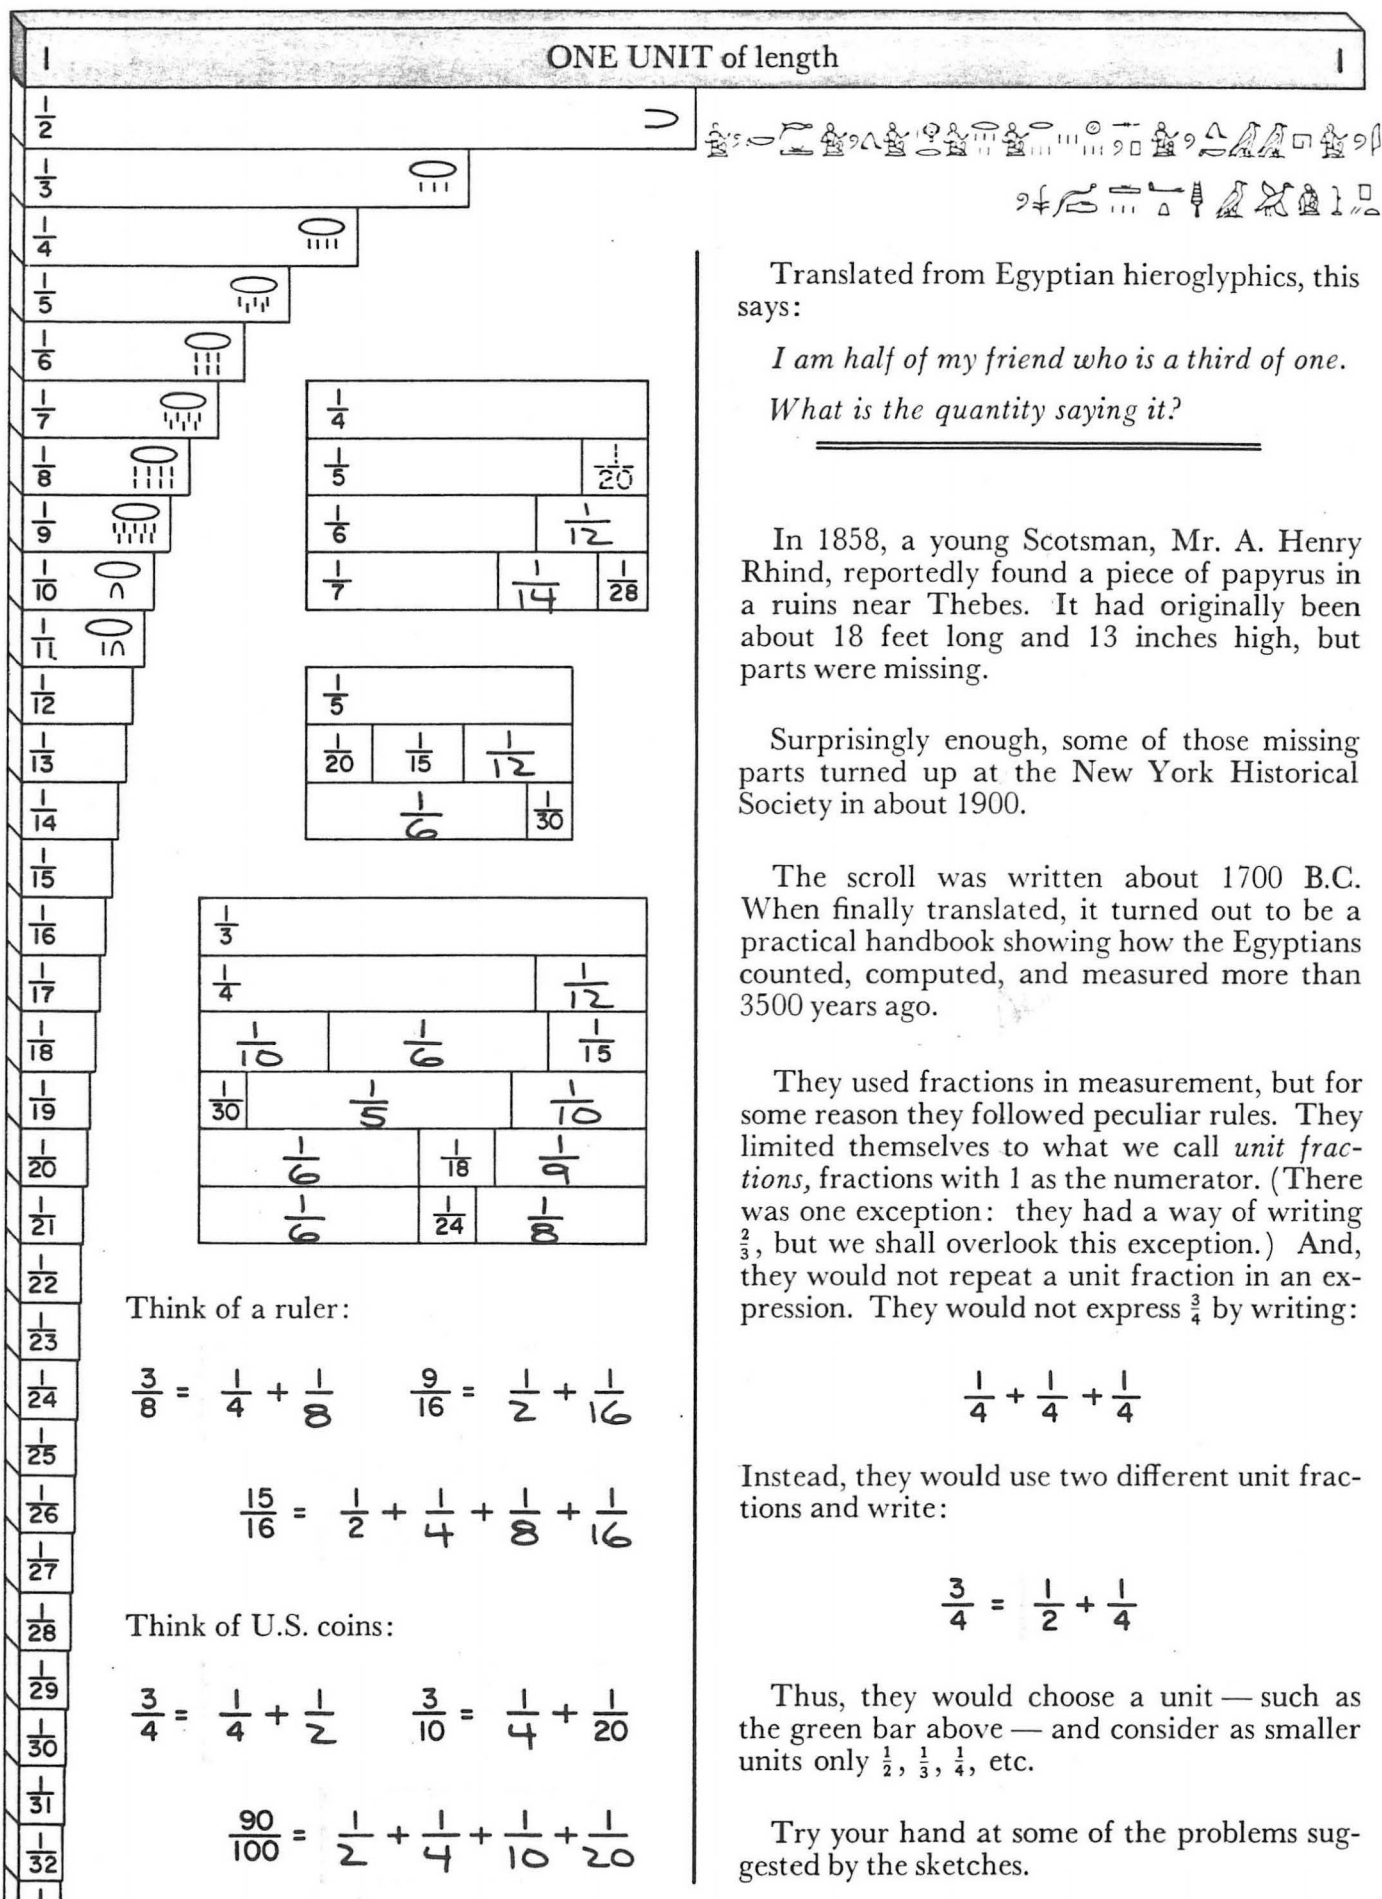 1 ONE UNIT of length 1
1/2
1/3
1/4
1/5
1/6
1/7
1/8
1/9
1/10
1/11
1/12
1/13
1/14
1/15
1/16
1/17
1/18
1/19
1/20
1/21
1/22
1/23
1/24
1/25
1/26
1/27
1/28
1/29
1/30
1/31
1/32
1/4
1/5 1/20
1/6 1/12
1/7 1/14 1/28
1/5
1/20 1/15 1/12
1/6 1/30
1/3
1/4 1/12
1/10 1/6 1/15
1/30 1/5 1/10
1/6 1/18 1/9
1/6 1/24 1/8
Think of a ruler:
3/8 = 1/4 + 1/8 9/16 = 1/2 + 1/16
15/16 = 1/2 + 1/4 + 1/8 + 1/16
Think of U.S. coins:
3/4 = 1/4 + 1/2 3/10 = 1/4 + 1/20
90/100 = 1/2 + 1/4 + 1/10 + 1/20
Translated from Egyptian hieroglyphics, this
says:
I am half of my friend who is a third of one.
What is the quantity saying it?
In 1858, a young Scotsman, Mr. A. Henry
Rhind, reportedly found a piece of papyrus in
a ruins near Thebes. It had originally been
about 18 feet long and 13 inches high, but
parts were missing.
Surprisingly enough, some of those missing
parts turned up at the New York Historical
Society in about 1900.
The scroll was written about 1700 B.C.
When finally translated, it turned out to be a
practical handbook showing how the Egyptians
counted, computed, and measured more than
3500 years ago.
They used fractions in measurement, but for
some reason they followed peculiar rules. They
limited themselves to what we call unit frac-
tions, fractions with 1 as the numerator. (There
was one exception: they had a way of writing
2/3, but we shall overlook this exception.) And,
they would not repeat a unit fraction in an ex-
pression. They would not express 3/4 by writing:
1/4 + 1/4 + 1/4
Instead, they would use two different unit frac-
tions and write:
3/4 = 1/2 + 1/4
Thus, they would choose a unit — such as
the green bar above — and consider as smaller
units only 1/2, 1/3, 1/4, etc.
Try your hand at some of the problems sug-
gested by the sketches.